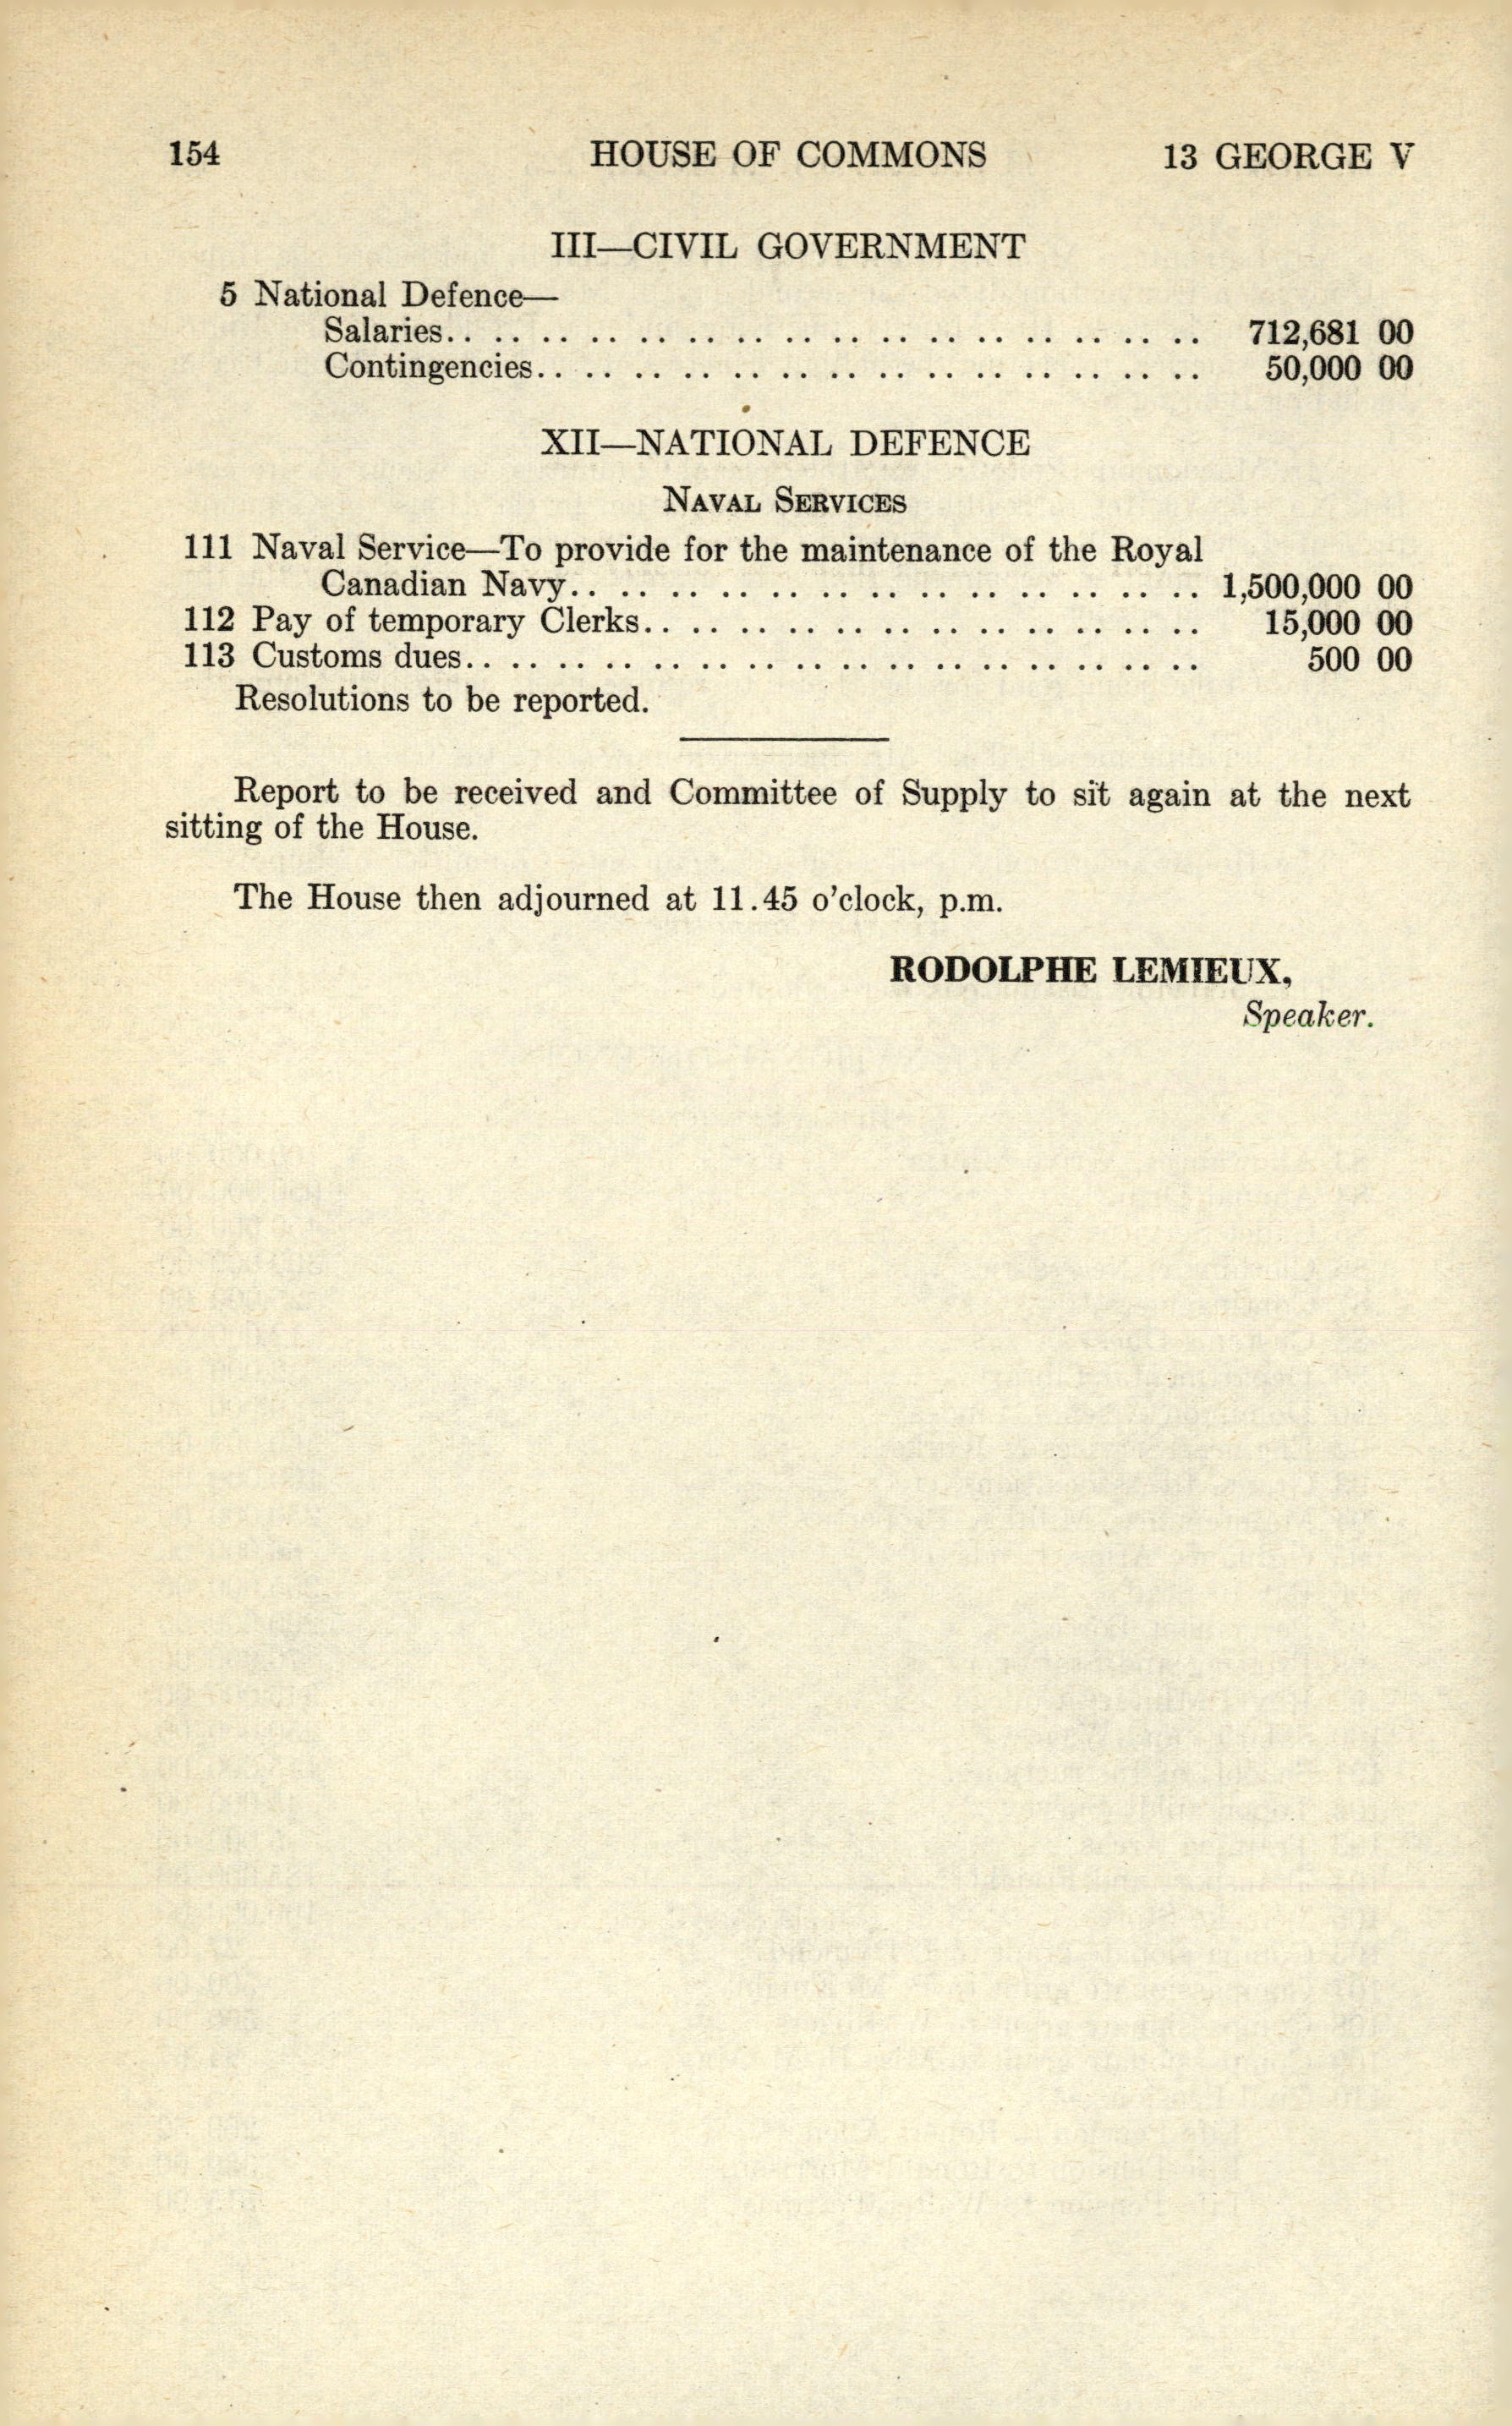 154 HOUSE OF COMMONS 13 GEORGE V
III—CIVIL GOVERNMENT
5 National Defence—
Salaries.. .. .. .. .. .. .. .. .. .. .. .. .. .. .. .. 712,681 00
Contingencies.. .. .. .. .. .. .. .. .. .. .. .. .. .. 50,000 00
XII—NATIONAL DEFENCE
NAVAL SERVICES
111 Naval Service—To provide for the maintenance of the Royal
Canadian Navy.. .. .. .. .. .. .. .. .. .. .. .. .. .. 1,500,000 00
112 Pay of temporary Clerks.. .. .. .. .. .. .. .. .. .. .. .. 15,000 00
113 Customs dues.. .. .. .. .. .. .. .. .. .. .. .. .. .. .. .. 500 00
Resolutions to be reported.
Report to be received and Committee of Supply to sit again at the next
sitting of the House.
The House then adjourned at 11.45 o'clock, p.m.
RODOLPHE LEMIEUX,
Speaker.